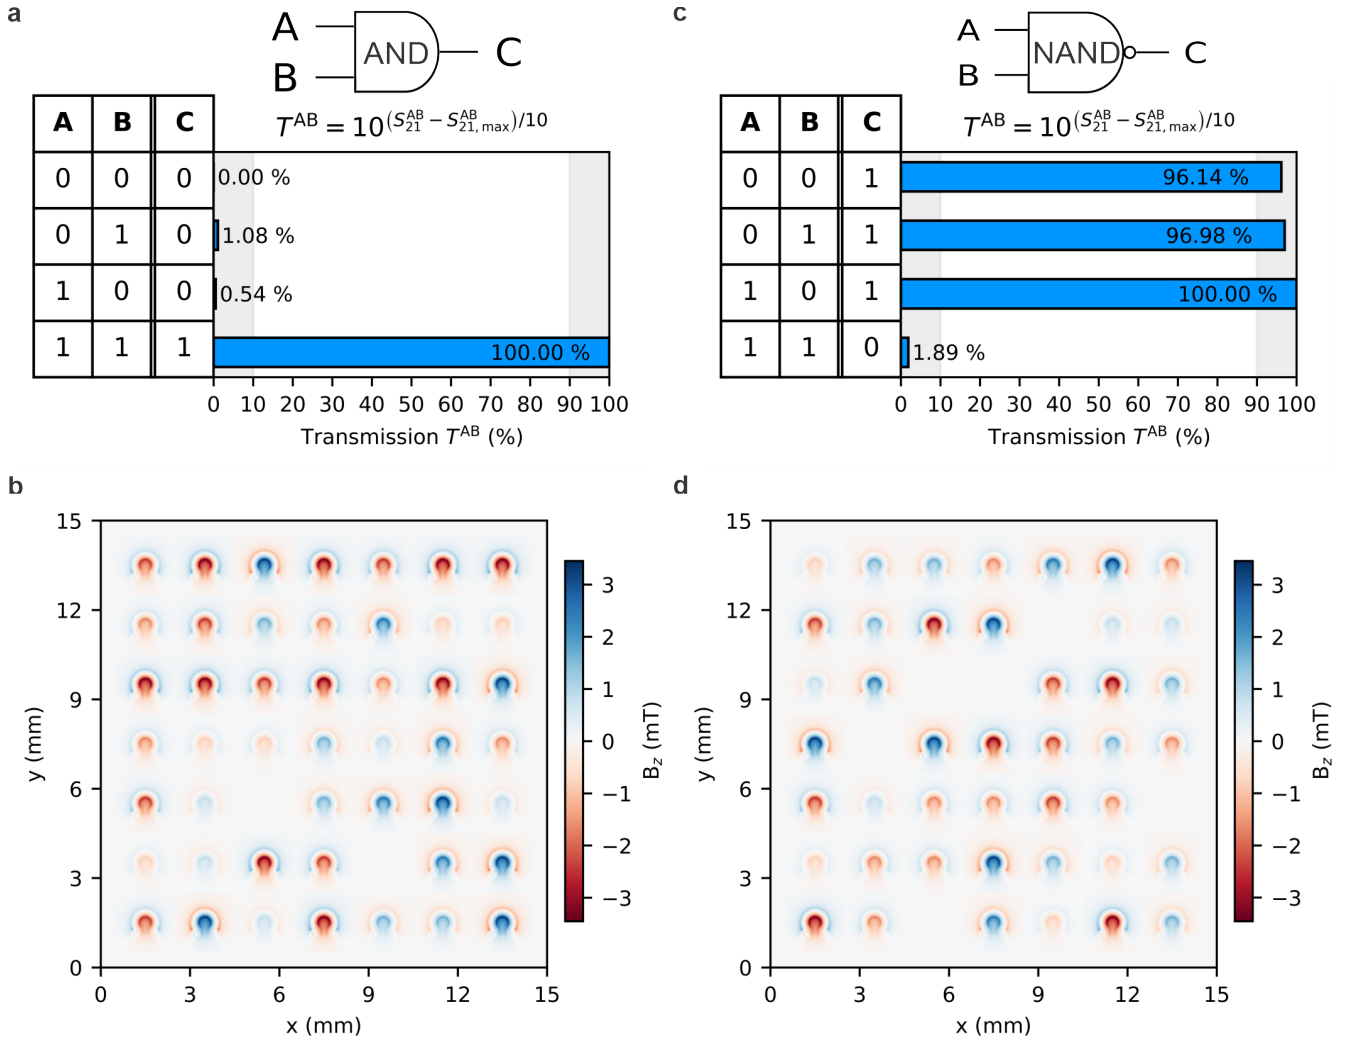 a
A
B
AND
C
A B C
T^AB = 10^(S_21^AB − S_21,max^AB)/10
0 0 0 0.00 %
0 1 0 1.08 %
1 0 0 0.54 %
1 1 1 100.00 %
0 10 20 30 40 50 60 70 80 90 100
Transmission T^AB (%)
c
A
B
NAND
C
A B C
T^AB = 10^(S_21^AB − S_21,max^AB)/10
0 0 1 96.14 %
0 1 1 96.98 %
1 0 1 100.00 %
1 1 0 1.89 %
0 10 20 30 40 50 60 70 80 90 100
Transmission T^AB (%)
b
15
12
9
6
3
0
y (mm)
0 3 6 9 12 15
x (mm)
3
2
1
0
−1
−2
−3
B_z (mT)
d
15
12
9
6
3
0
y (mm)
0 3 6 9 12 15
x (mm)
3
2
1
0
−1
−2
−3
B_z (mT)